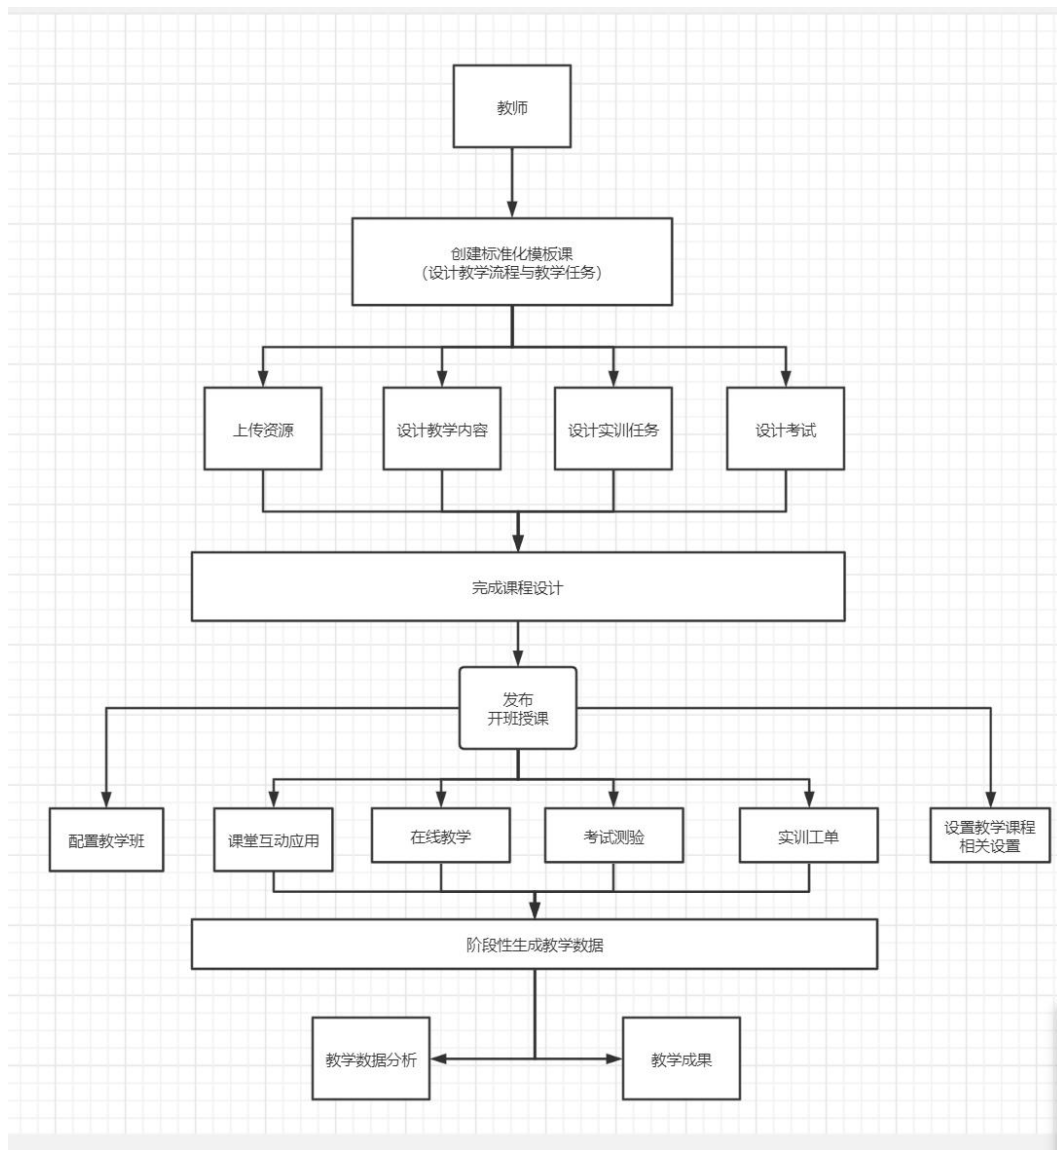 教师
创建标准化模板课
（设计教学流程与教学任务）
上传资源
设计教学内容
设计实训任务
设计考试
完成课程设计
发布
开班授课
配置教学班
课堂互动应用
在线教学
考试测验
实训工单
设置教学课程
相关设置
阶段性生成教学数据
教学数据分析
教学成果